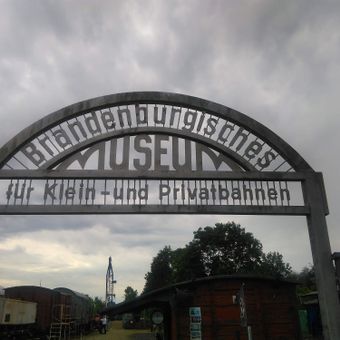 Brandenburgisches
MUSEUM
für Klein-und Privatbahnen